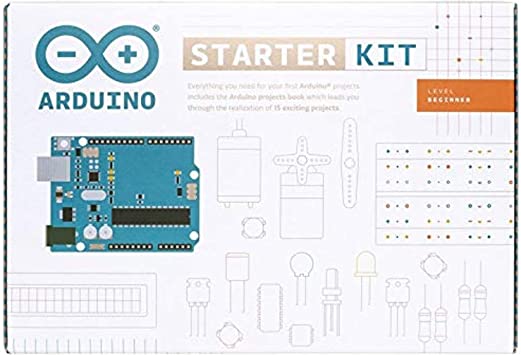 ARDUINO
STARTER KIT
Everything you need for your first Arduino® projects
includes the Arduino projects book which leads you
through the realization of 15 exciting projects.
LEVEL
BEGINNER